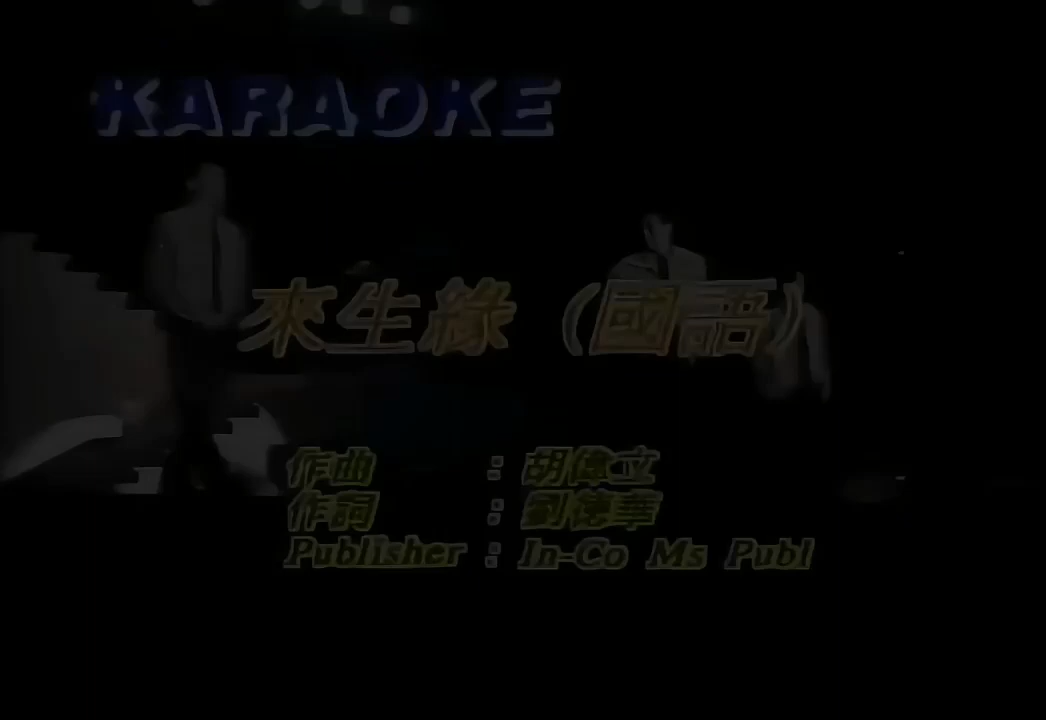 KARAOKE
來生緣（國語）
作曲 : 胡偉立
作詞 : 劉德華
Publisher : In-Co Ms Publ